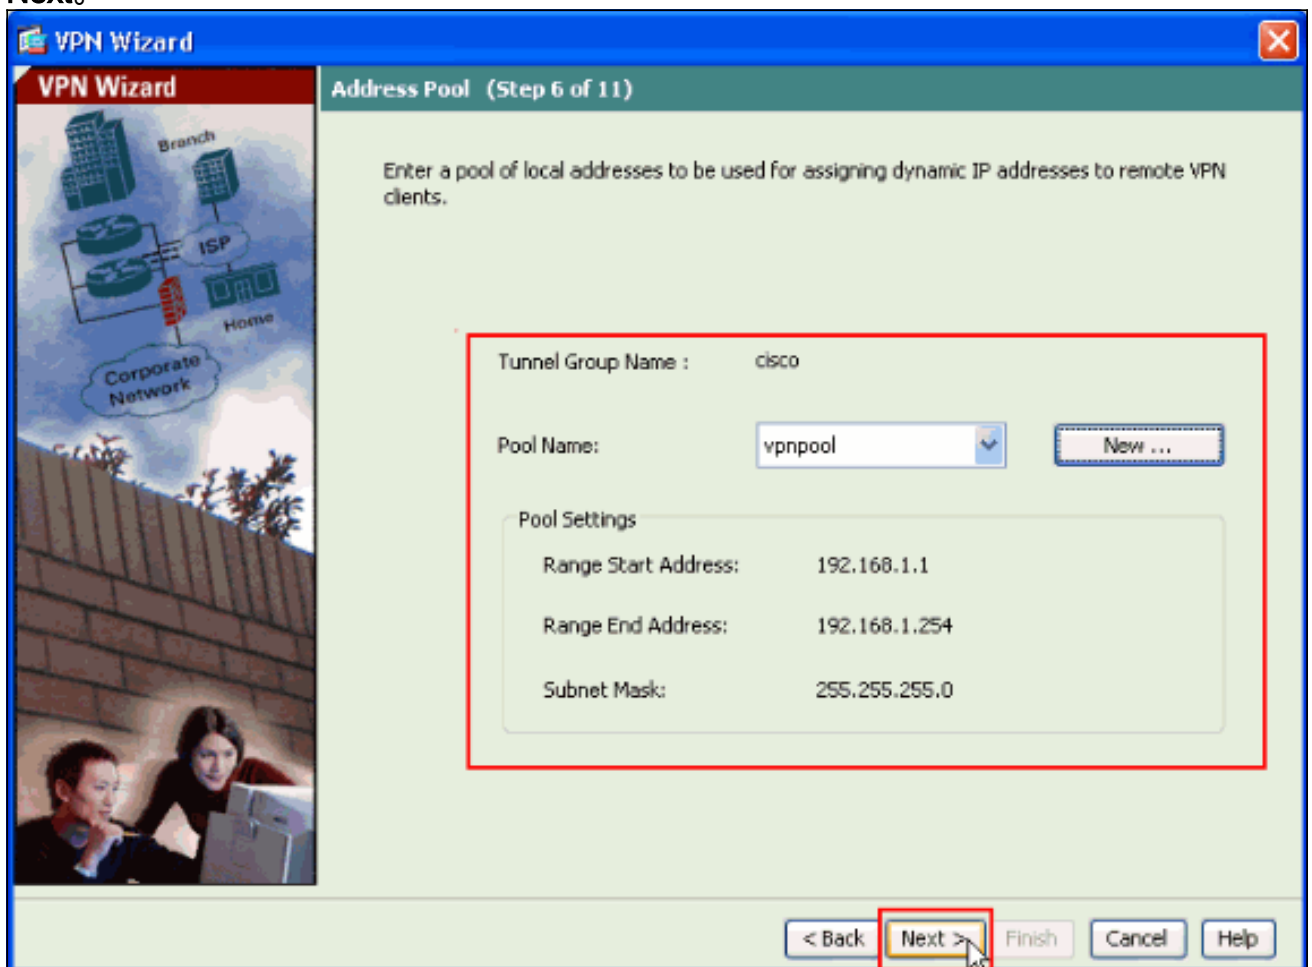 Next。
VPN Wizard
VPN Wizard
Address Pool (Step 6 of 11)
Branch
ISP
Home
Corporate
Network
Enter a pool of local addresses to be used for assigning dynamic IP addresses to remote VPN
clients.
Tunnel Group Name : cisco
Pool Name: vpnpool New ...
Pool Settings
Range Start Address: 192.168.1.1
Range End Address: 192.168.1.254
Subnet Mask: 255.255.255.0
< Back Next > Finish Cancel Help